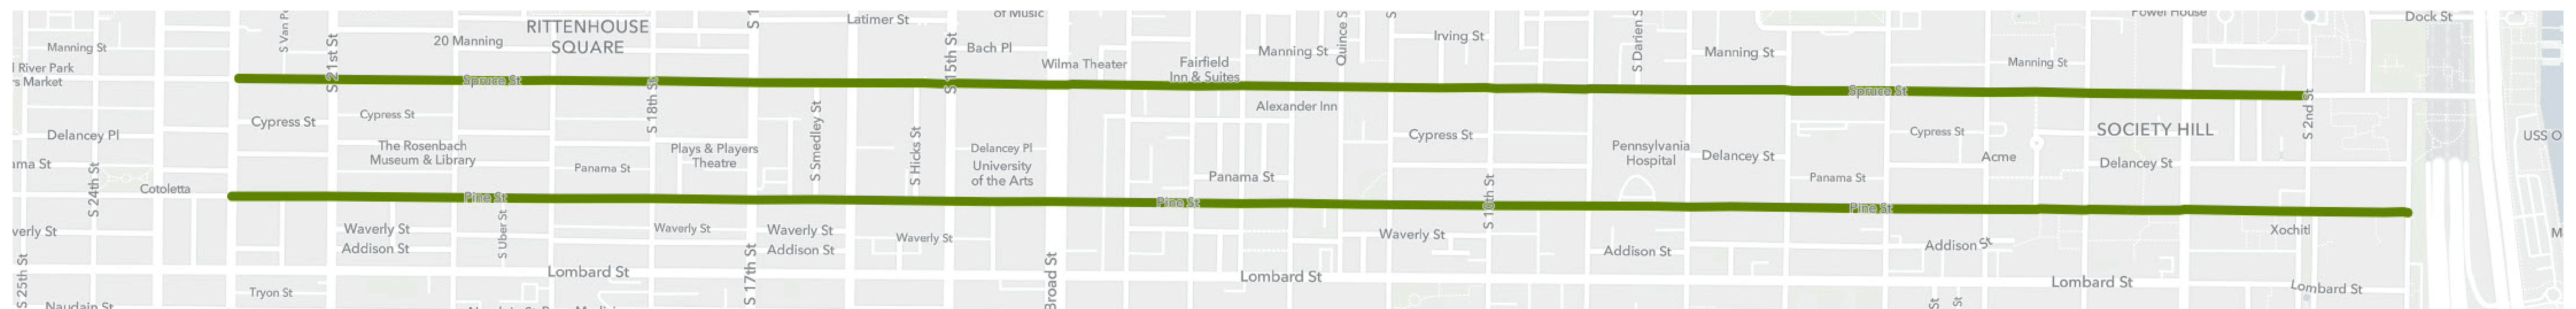 Latimer St
of Music
Power House
Dock St
RITTENHOUSE
SQUARE
Manning St
20 Manning
S 21st St
S 15th St
Bach Pl
Manning St
Irving St
S Darien S
Manning St
Manning St
l River Park
rs Market
Wilma Theater
Fairfield
Inn & Suites
Quince S
Spruce St
Spruce St
S 18th St
Alexander Inn
S 2nd St
Cypress St
Cypress St
Delancey Pl
The Rosenbach
Museum & Library
S Smedley St
S Hicks St
Plays & Players
Theatre
Delancey Pl
University
of the Arts
Cypress St
Pennsylvania
Hospital
Delancey St
Cypress St
SOCIETY HILL
USS O
Acme
Delancey St
ama St
Panama St
Panama St
Panama St
S 24th St
Cotoletta
Pine St
Pine St
Pine St
S 10th St
verly St
Waverly St
Addison St
S Uber St
Waverly St
Waverly St
Addison St
Waverly St
Waverly St
Addison St
Addison St
Xochitl
S 25th St
Lombard St
S 17th St
Broad St
Lombard St
Lombard St
Lombard St
Tryon St
Naudain St
St
St